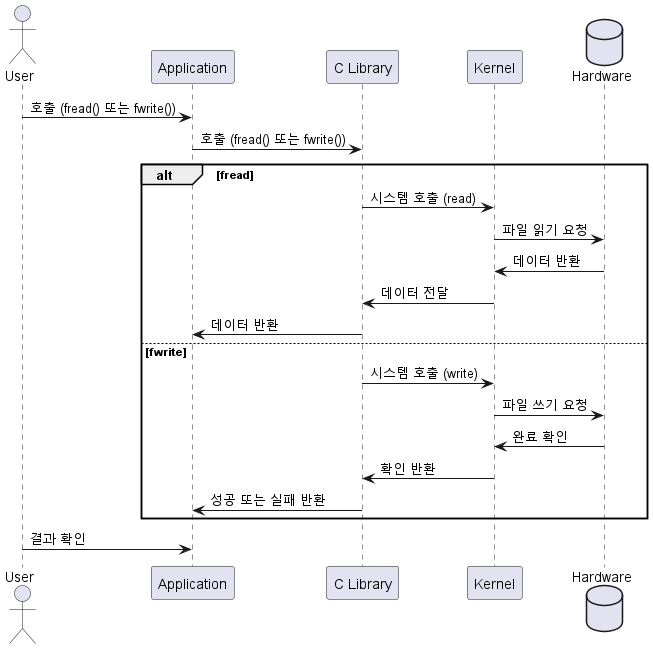 User
Application
C Library
Kernel
Hardware
호출 (fread() 또는 fwrite())
호출 (fread() 또는 fwrite())
alt
[fread]
시스템 호출 (read)
파일 읽기 요청
데이터 반환
데이터 전달
데이터 반환
[fwrite]
시스템 호출 (write)
파일 쓰기 요청
완료 확인
확인 반환
성공 또는 실패 반환
결과 확인
User
Application
C Library
Kernel
Hardware